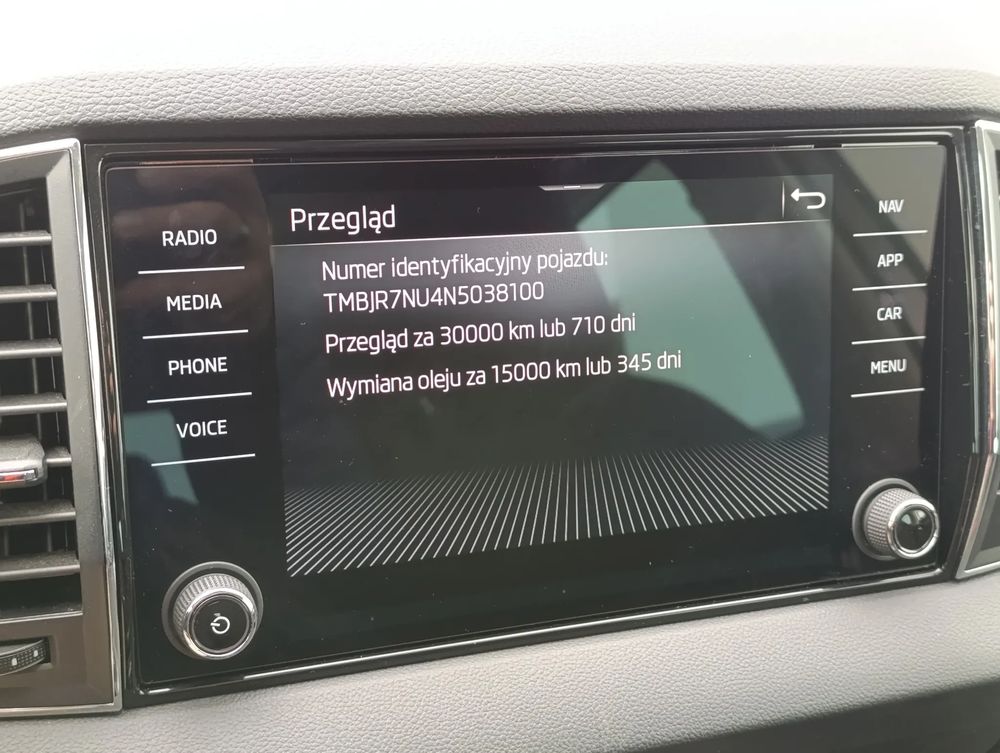 Przegląd
RADIO
MEDIA
PHONE
VOICE
Numer identyfikacyjny pojazdu:
TMBJR7NU4N5038100
Przegląd za 30000 km lub 710 dni
Wymiana oleju za 15000 km lub 345 dni
NAV
APP
CAR
MENU